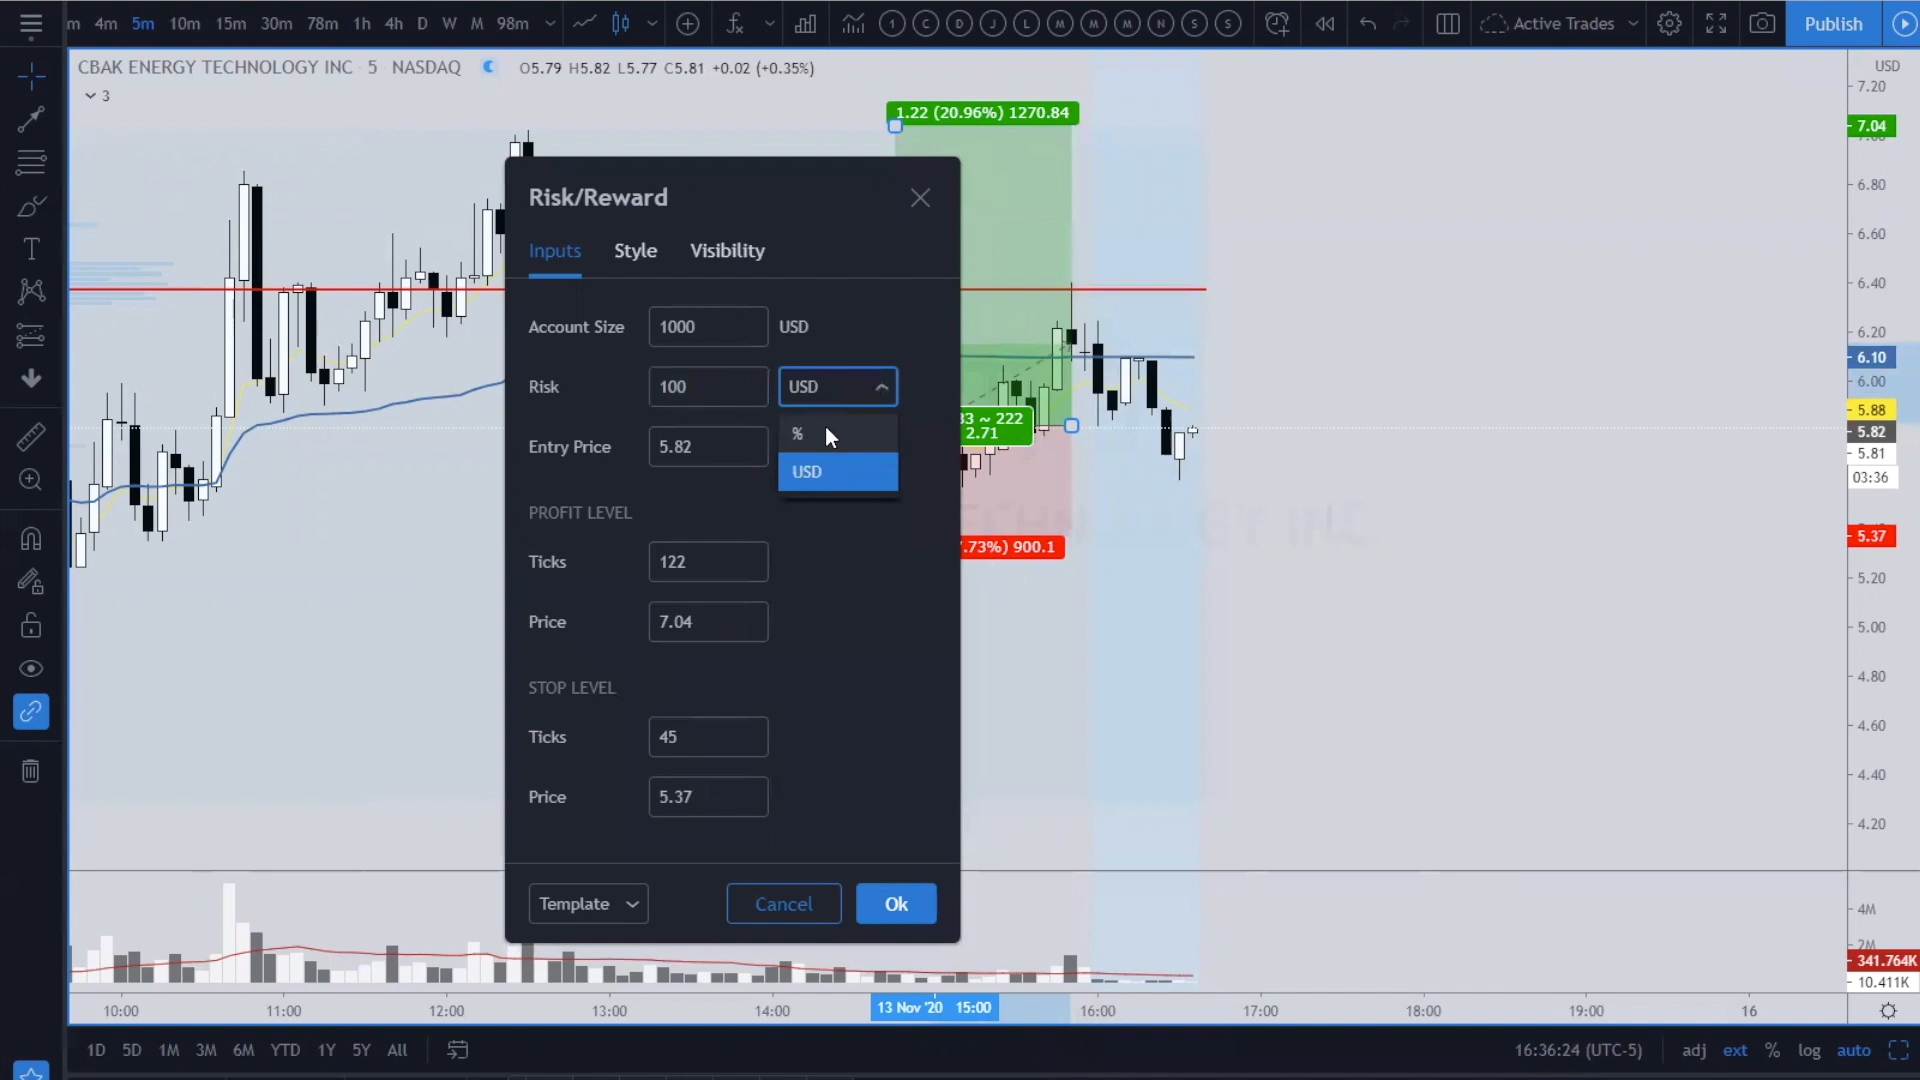 m 4m 5m 10m 15m 30m 78m 1h 4h D W M 98m 1 C D J L M M M N S S Active Trades Publish
CBAK ENERGY TECHNOLOGY INC · 5 · NASDAQ O5.79 H5.82 L5.77 C5.81 +0.02 (+0.35%)
3
USD
7.20
7.04
6.80
6.60
6.40
6.20
6.10
6.00
5.88
5.82
5.81
03:36
5.37
5.20
5.00
4.80
4.60
4.40
4.20
4M
2M
341.764K
10.411K
1.22 (20.96%) 1270.84
33 ~ 222
2.71
.73%) 900.1
Risk/Reward
Inputs Style Visibility
Account Size 1000 USD
Risk 100 USD
%
USD
Entry Price 5.82
PROFIT LEVEL
Ticks 122
Price 7.04
STOP LEVEL
Ticks 45
Price 5.37
Template Cancel Ok
10:00 11:00 12:00 13:00 14:00 13 Nov '20 15:00 16:00 17:00 18:00 19:00 16
1D 5D 1M 3M 6M YTD 1Y 5Y All 16:36:24 (UTC-5) adj ext % log auto